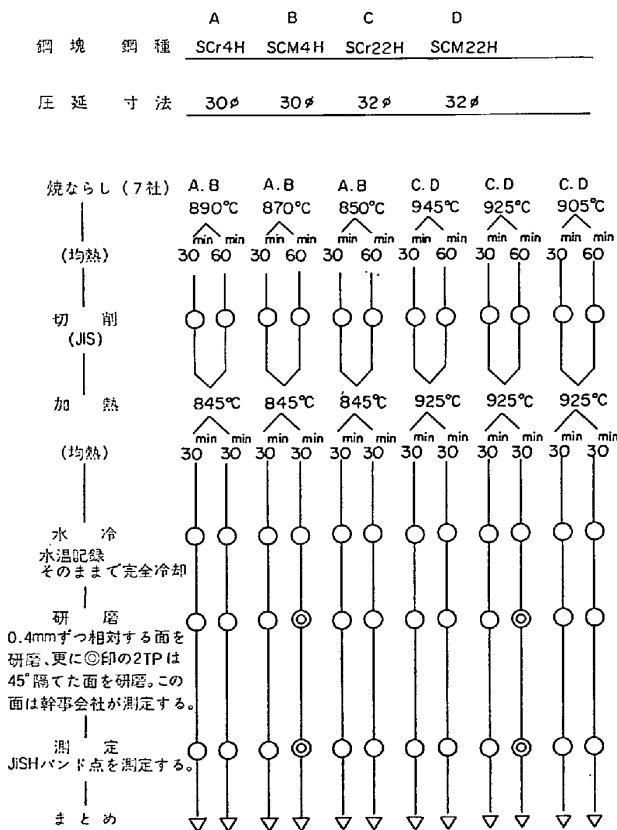 A B C D
鋼塊 鋼種 SCr4H SCM4H SCr22H SCM22H
圧延 寸法 30φ 30φ 32φ 32φ
焼ならし(7社) A.B A.B A.B C.D C.D C.D
890℃ 870℃ 850℃ 945℃ 925℃ 905℃
min min min min min min min min min min min min
(均熱) 30 60 30 60 30 60 30 60 30 60 30 60
切削
(JIS)
加熱 845℃ 845℃ 845℃ 925℃ 925℃ 925℃
min min min min min min min min min min min min
(均熱) 30 30 30 30 30 30 30 30 30 30 30 30
水冷
水温記録
そのままで完全冷却
研磨
0.4mmずつ相対する面を
研磨、更に◎印の2TPは
45°隔てた面を研磨。この
面は幹事会社が測定する。
測定
JiSHバンド点を測定する。
まとめ